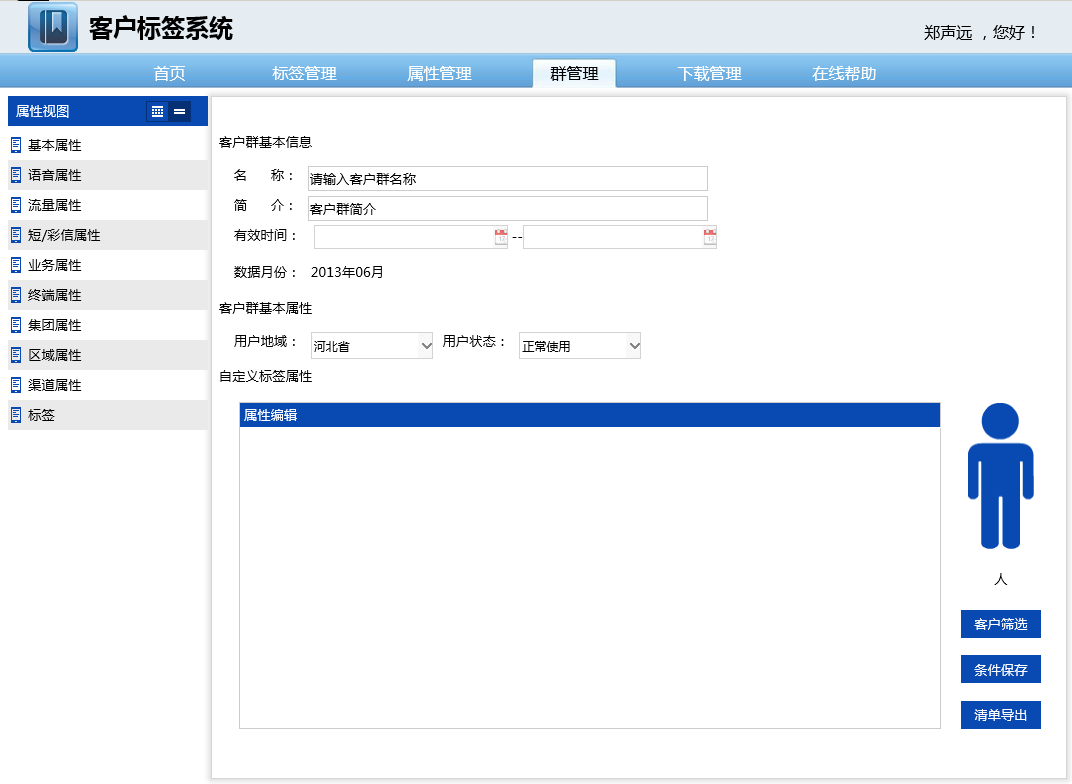 客户标签系统
郑声远 ，您好！
首页 标签管理 属性管理 群管理 下载管理 在线帮助
属性视图
基本属性
语音属性
流量属性
短/彩信属性
业务属性
终端属性
集团属性
区域属性
渠道属性
标签
客户群基本信息
名 称： 请输入客户群名称
简 介： 客户群简介
有效时间： --
数据月份： 2013年06月
客户群基本属性
用户地域： 河北省 用户状态： 正常使用
自定义标签属性
属性编辑
人
客户筛选
条件保存
清单导出